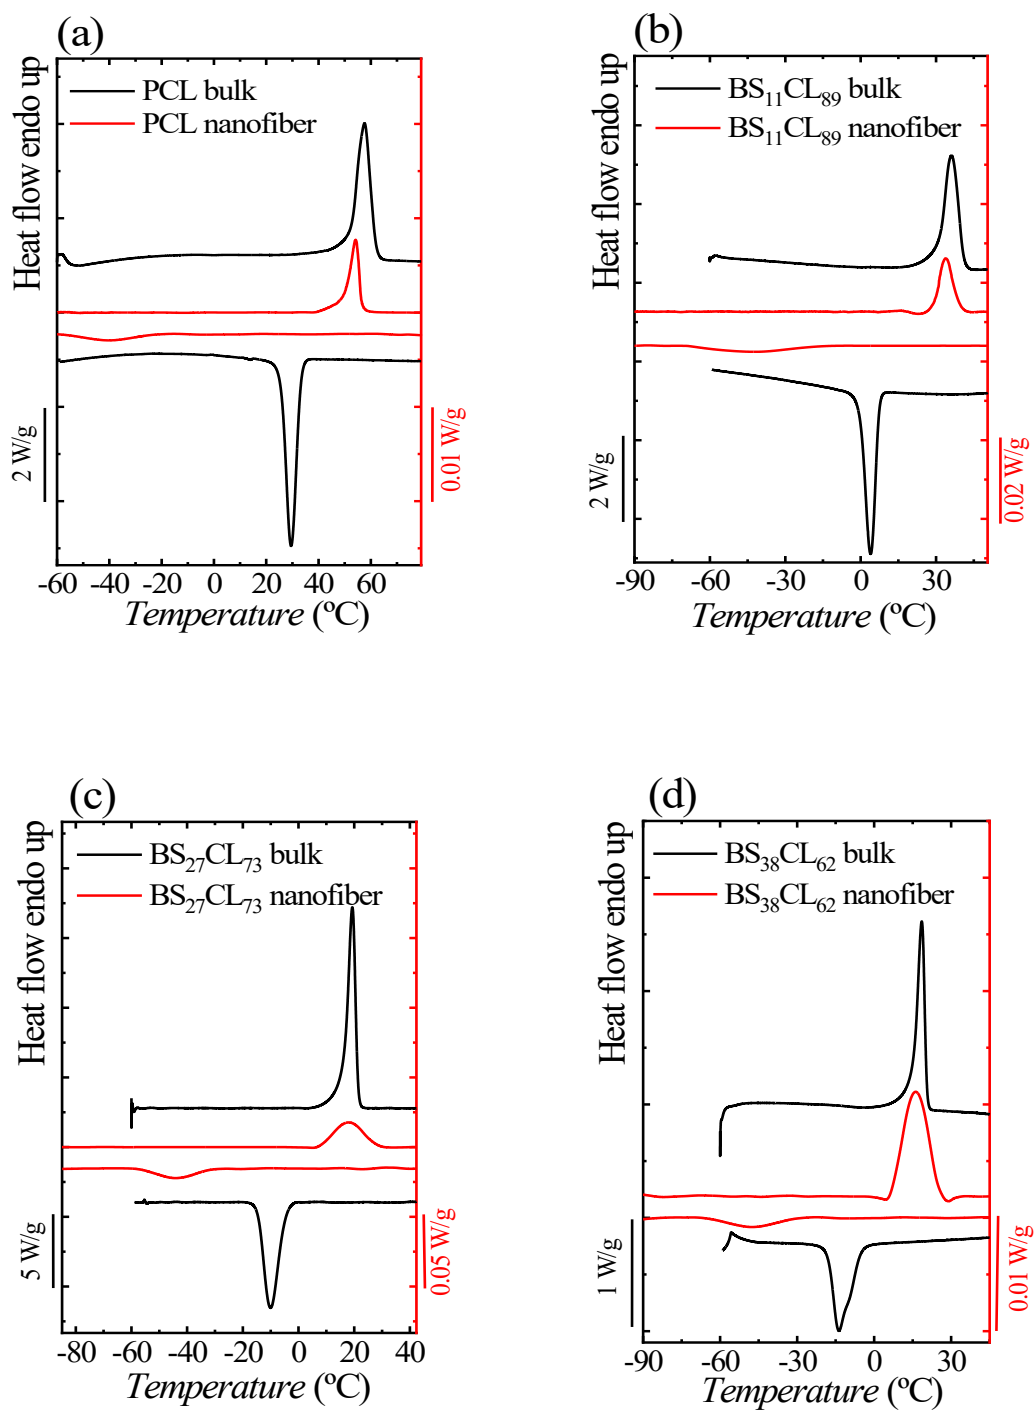 (a)
Heat flow endo up
PCL bulk
PCL nanofiber
2 W/g
0.01 W/g
-60 -40 -20 0 20 40 60
Temperature (ºC)
(b)
Heat flow endo up
BS₁₁CL₈₉ bulk
BS₁₁CL₈₉ nanofiber
2 W/g
0.02 W/g
-90 -60 -30 0 30
Temperature (ºC)
(c)
Heat flow endo up
BS₂₇CL₇₃ bulk
BS₂₇CL₇₃ nanofiber
5 W/g
0.05 W/g
-80 -60 -40 -20 0 20 40
Temperature (ºC)
(d)
Heat flow endo up
BS₃₈CL₆₂ bulk
BS₃₈CL₆₂ nanofiber
1 W/g
0.01 W/g
-90 -60 -30 0 30
Temperature (ºC)